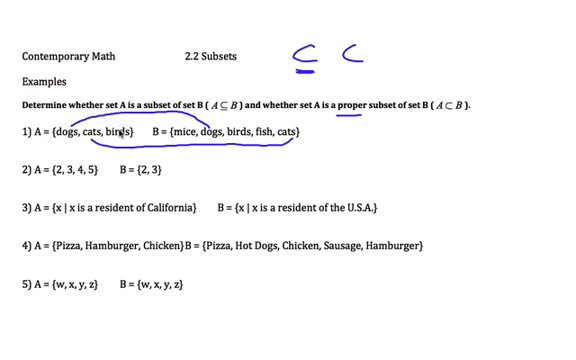 Contemporary Math 2.2 Subsets ⊆ ⊂
Examples
Determine whether set A is a subset of set B ( A ⊆ B ) and whether set A is a proper subset of set B ( A ⊂ B ).
1) A = {dogs, cats, birds} B = {mice, dogs, birds, fish, cats}
2) A = {2, 3, 4, 5} B = {2, 3}
3) A = {x | x is a resident of California} B = {x | x is a resident of the U.S.A.}
4) A = {Pizza, Hamburger, Chicken} B = {Pizza, Hot Dogs, Chicken, Sausage, Hamburger}
5) A = {w, x, y, z} B = {w, x, y, z}